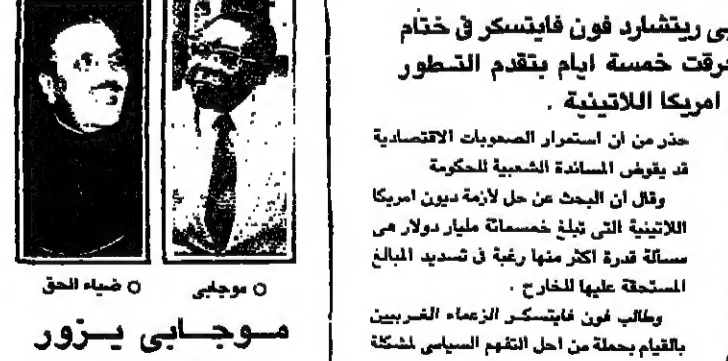 بى ريتشارد فون فايتسكر فى ختام
خرقت خمسة ايام بتقدم التطور
امريكا اللاتينية .
حذر من ان استمرار الصعوبات الاقتصادية
قد يقوض المساندة الشعبية للحكومة
وقال ان البحث عن حل لأزمة ديون امريكا
اللاتينية التى تبلغ خمسمائة مليار دولار هى
مسألة قدرة اكثر منها رغبة فى تسديد المبالغ
المستحقة عليها للخارج .
وطالب فون فايتسكر الزعماء الغربيين
بالقيام بحملة من اجل التفهم السياسى لمشكلة
○ موجابى
○ ضياء الحق
موجابى يزور